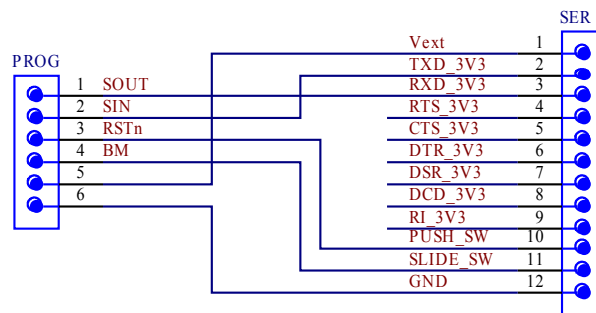 SER
PROG
1 SOUT
2 SIN
3 RSTn
4 BM
5
6
Vext 1
TXD_3V3 2
RXD_3V3 3
RTS_3V3 4
CTS_3V3 5
DTR_3V3 6
DSR_3V3 7
DCD_3V3 8
RI_3V3 9
PUSH_SW 10
SLIDE_SW 11
GND 12